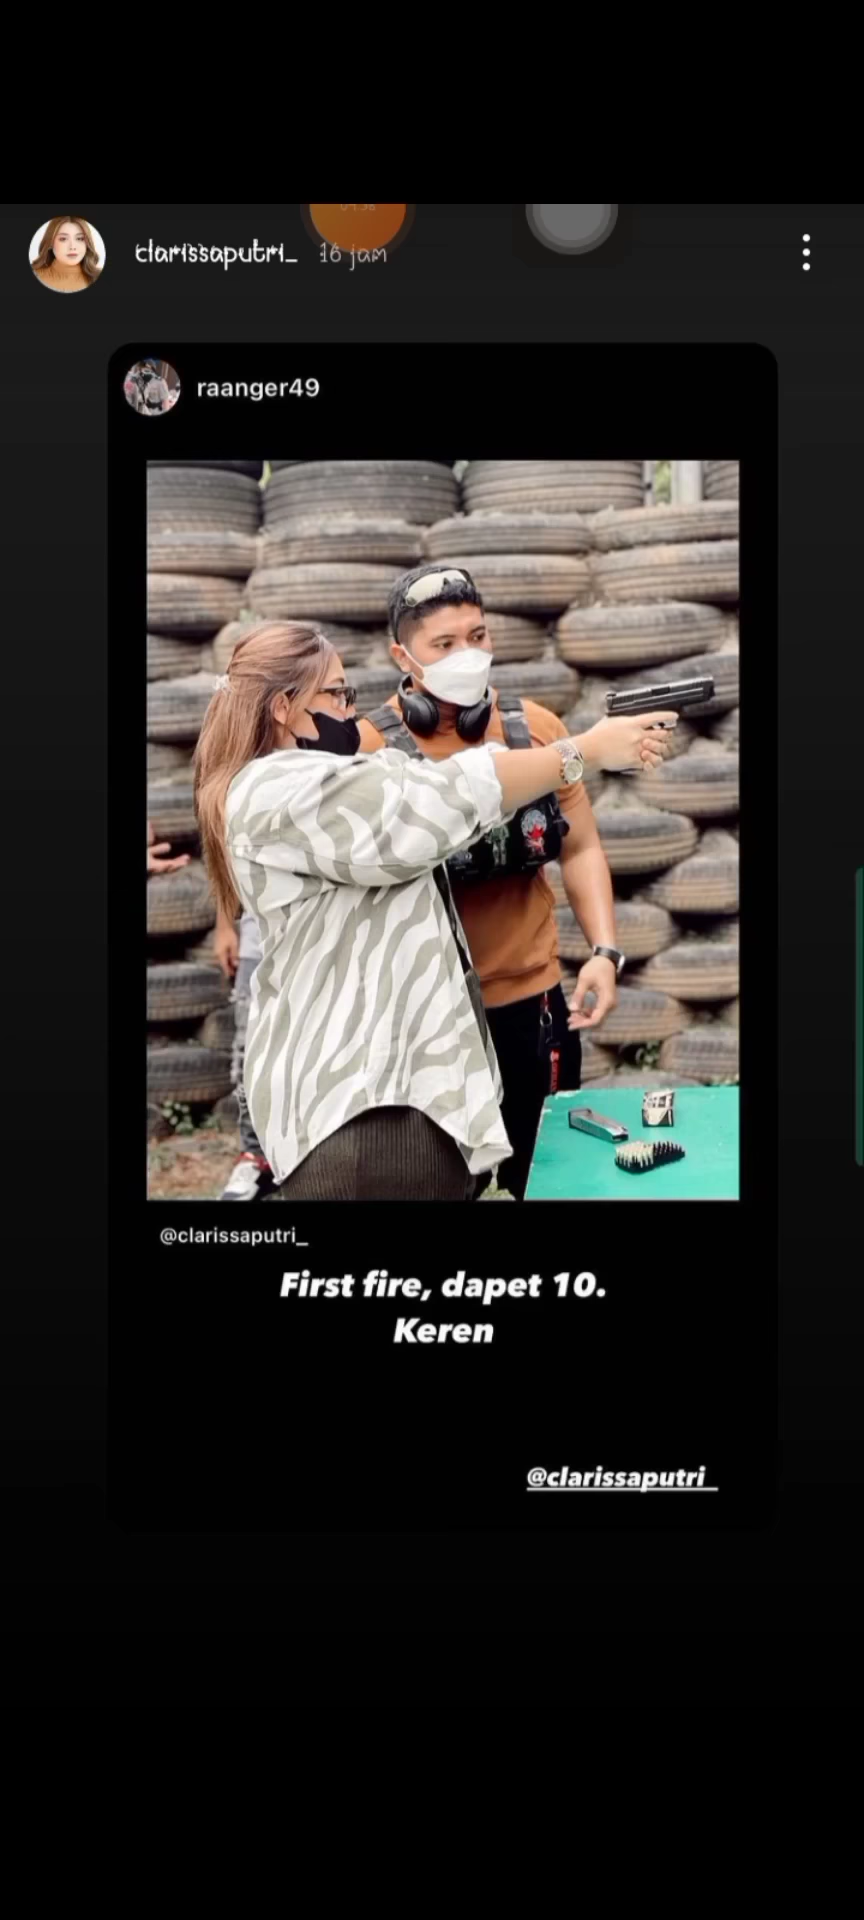 clarissaputri_ 16 jam
raanger49
@clarissaputri_
First fire, dapet 10.
Keren
@clarissaputri_